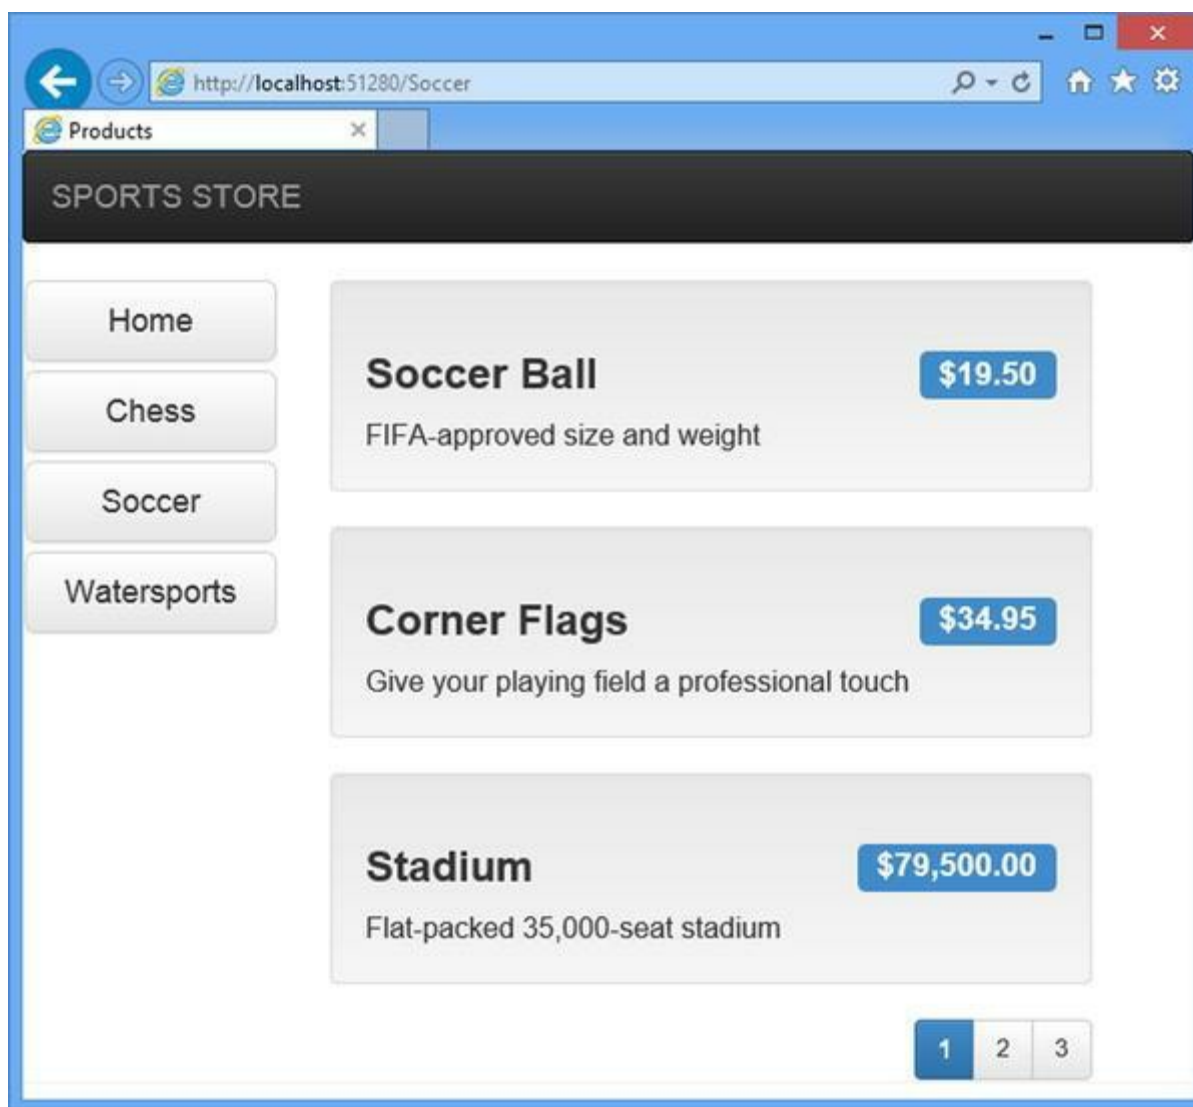 http://localhost:51280/Soccer
Products
SPORTS STORE
Home
Chess
Soccer
Watersports
Soccer Ball
$19.50
FIFA-approved size and weight
Corner Flags
$34.95
Give your playing field a professional touch
Stadium
$79,500.00
Flat-packed 35,000-seat stadium
1 2 3